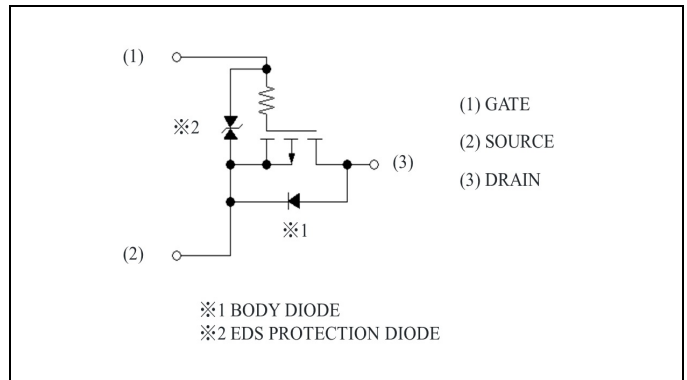 (1)
(1) GATE
※2
(2) SOURCE
(3)
(3) DRAIN
※1
(2)
※1 BODY DIODE
※2 EDS PROTECTION DIODE